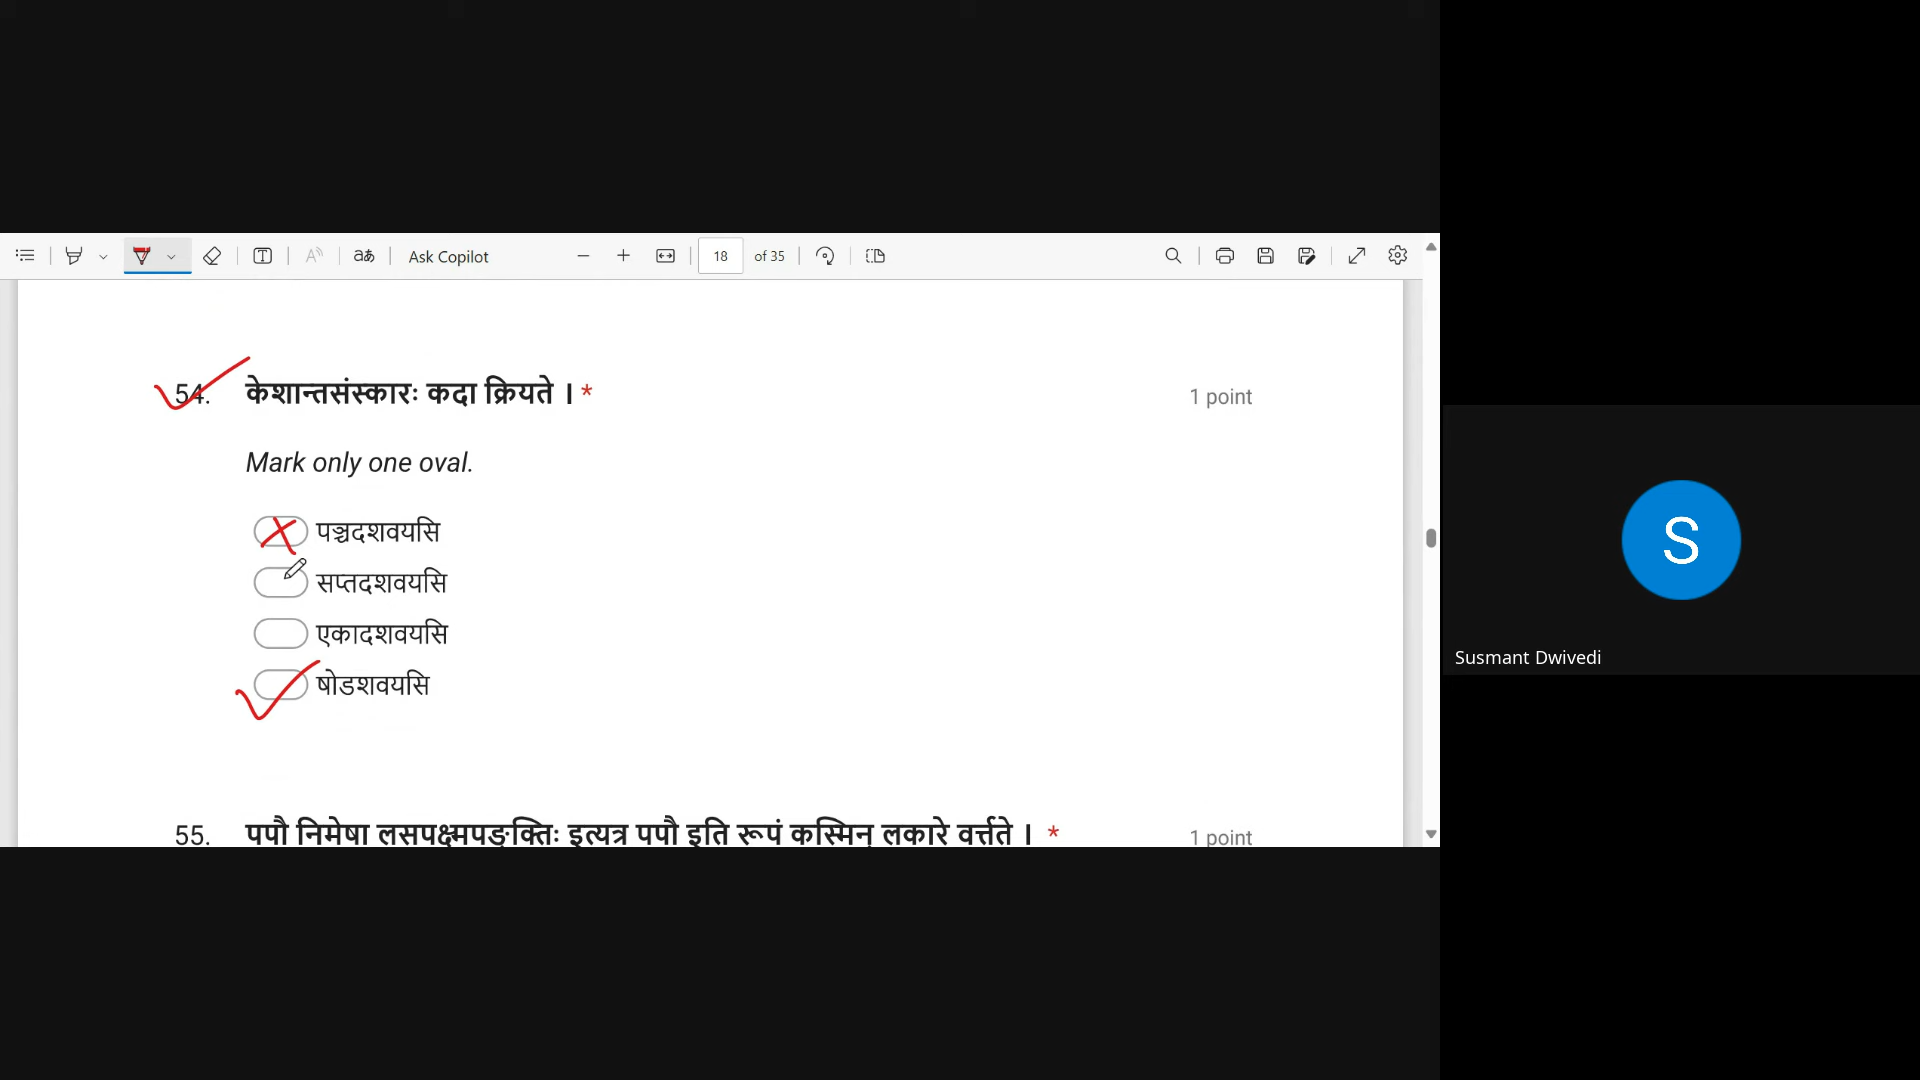 Ask Copilot
18 of 35
54. केशान्तसंस्कारः कदा क्रियते । *
1 point
Mark only one oval.
पञ्चदशवयसि
सप्तदशवयसि
एकादशवयसि
षोडशवयसि
55. पपौ निमेषा लसपक्ष्मपङ्क्तिः इत्यत्र पपौ इति रूपं कस्मिन् लकारे वर्त्तते । *
1 point
S
Susmant Dwivedi